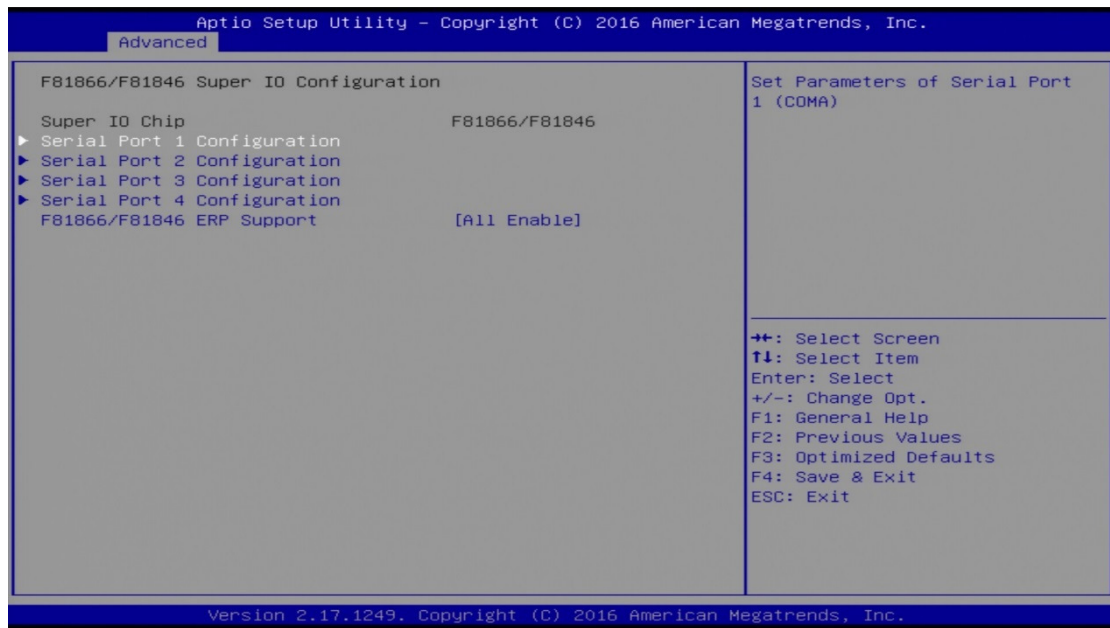 Aptio Setup Utility – Copyright (C) 2016 American Megatrends, Inc.
Advanced
F81866/F81846 Super IO Configuration
Super IO Chip F81866/F81846
► Serial Port 1 Configuration
► Serial Port 2 Configuration
► Serial Port 3 Configuration
► Serial Port 4 Configuration
F81866/F81846 ERP Support [All Enable]
Set Parameters of Serial Port
1 (COMA)
→←: Select Screen
↑↓: Select Item
Enter: Select
+/-: Change Opt.
F1: General Help
F2: Previous Values
F3: Optimized Defaults
F4: Save & Exit
ESC: Exit
Version 2.17.1249. Copyright (C) 2016 American Megatrends, Inc.